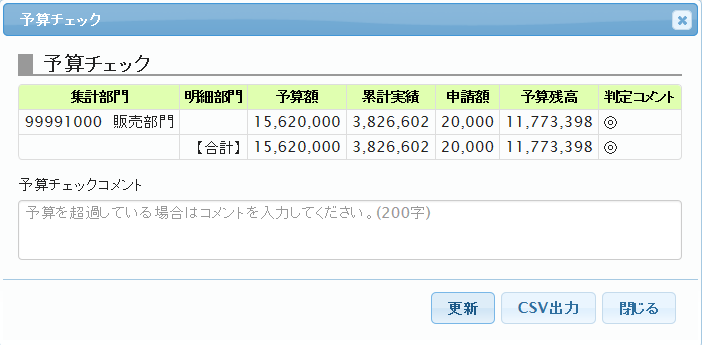 予算チェック
予算チェック
集計部門 明細部門 予算額 累計実績 申請額 予算残高 判定コメント
99991000 販売部門 15,620,000 3,826,602 20,000 11,773,398 ◎
【合計】 15,620,000 3,826,602 20,000 11,773,398 ◎
予算チェックコメント
予算を超過している場合はコメントを入力してください。(200字)
更新 CSV出力 閉じる